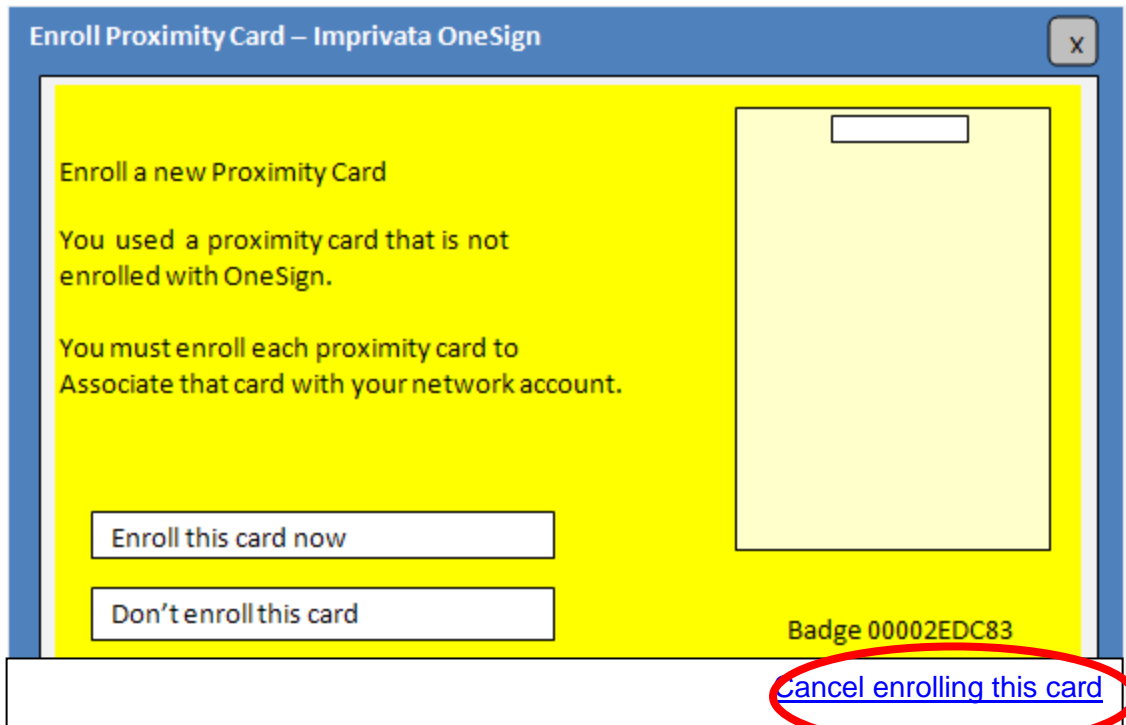 Enroll Proximity Card – Imprivata OneSign
X
Enroll a new Proximity Card
You used a proximity card that is not
enrolled with OneSign.
You must enroll each proximity card to
Associate that card with your network account.
Enroll this card now
Don’t enroll this card
Badge 00002EDC83
Cancel enrolling this card